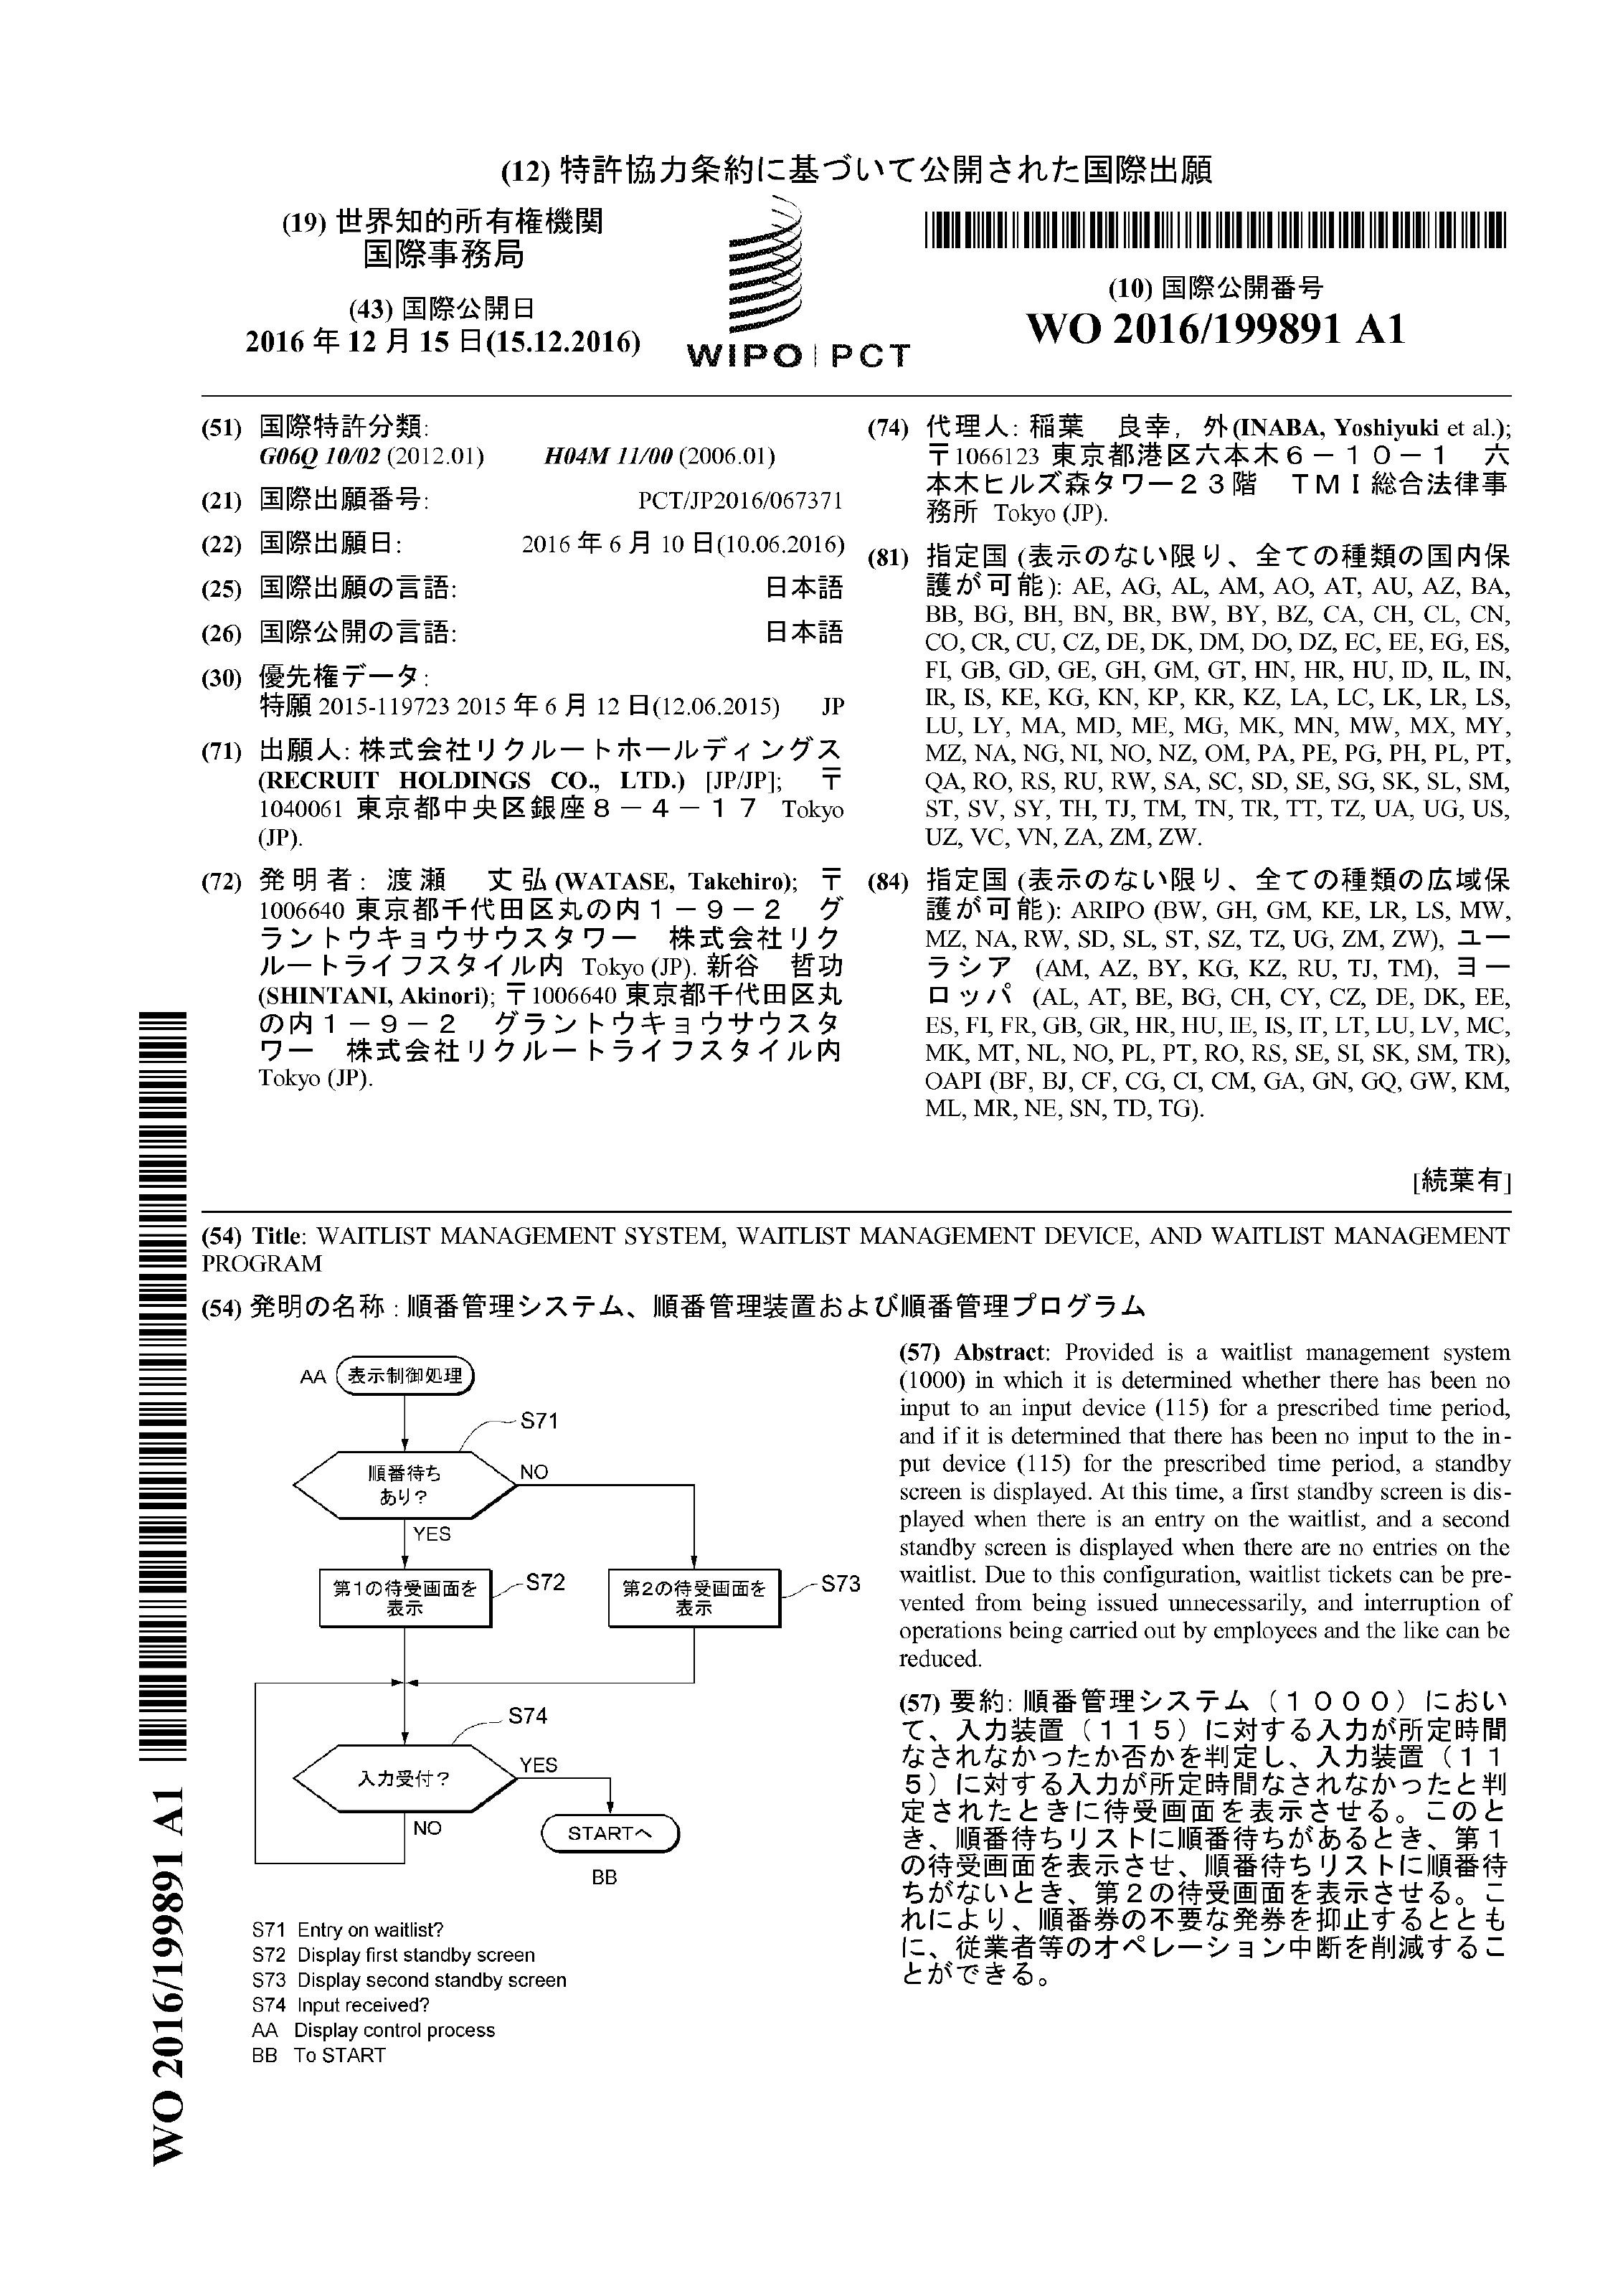 (12) 特許協力条約に基づいて公開された国際出願
(19) 世界知的所有権機関
国際事務局
(43) 国際公開日
2016 年 12 月 15 日(15.12.2016)
WIPO | PCT
(10) 国際公開番号
WO 2016/199891 A1
(51) 国際特許分類:
G06Q 10/02 (2012.01) H04M 11/00 (2006.01)
(21) 国際出願番号: PCT/JP2016/067371
(22) 国際出願日: 2016 年 6 月 10 日(10.06.2016)
(25) 国際出願の言語: 日本語
(26) 国際公開の言語: 日本語
(30) 優先権データ:
特願 2015-119723 2015 年 6 月 12 日(12.06.2015) JP
(71) 出願人: 株式会社リクルートホールディングス
(RECRUIT HOLDINGS CO., LTD.) [JP/JP]; 〒
1040061 東京都中央区銀座8-4-17 Tokyo
(JP).
(72) 発明者: 渡瀬 丈弘(WATASE, Takehiro); 〒
1006640 東京都千代田区丸の内1-9-2 グ
ラントウキョウサウスタワー 株式会社リク
ルートライフスタイル内 Tokyo (JP). 新谷 哲功
(SHINTANI, Akinori); 〒1006640 東京都千代田区丸
の内1-9-2 グラントウキョウサウスタ
ワー 株式会社リクルートライフスタイル内
Tokyo (JP).
(74) 代理人: 稲葉 良幸, 外(INABA, Yoshiyuki et al.);
〒1066123 東京都港区六本木6-10-1 六
本木ヒルズ森タワー23階 TMI総合法律事
務所 Tokyo (JP).
(81) 指定国 (表示のない限り、全ての種類の国内保
護が可能): AE, AG, AL, AM, AO, AT, AU, AZ, BA,
BB, BG, BH, BN, BR, BW, BY, BZ, CA, CH, CL, CN,
CO, CR, CU, CZ, DE, DK, DM, DO, DZ, EC, EE, EG, ES,
FI, GB, GD, GE, GH, GM, GT, HN, HR, HU, ID, IL, IN,
IR, IS, KE, KG, KN, KP, KR, KZ, LA, LC, LK, LR, LS,
LU, LY, MA, MD, ME, MG, MK, MN, MW, MX, MY,
MZ, NA, NG, NI, NO, NZ, OM, PA, PE, PG, PH, PL, PT,
QA, RO, RS, RU, RW, SA, SC, SD, SE, SG, SK, SL, SM,
ST, SV, SY, TH, TJ, TM, TN, TR, TT, TZ, UA, UG, US,
UZ, VC, VN, ZA, ZM, ZW.
(84) 指定国 (表示のない限り、全ての種類の広域保
護が可能): ARIPO (BW, GH, GM, KE, LR, LS, MW,
MZ, NA, RW, SD, SL, ST, SZ, TZ, UG, ZM, ZW), ユー
ラシア (AM, AZ, BY, KG, KZ, RU, TJ, TM), ヨー
ロッパ (AL, AT, BE, BG, CH, CY, CZ, DE, DK, EE,
ES, FI, FR, GB, GR, HR, HU, IE, IS, IT, LT, LU, LV, MC,
MK, MT, NL, NO, PL, PT, RO, RS, SE, SI, SK, SM, TR),
OAPI (BF, BJ, CF, CG, CI, CM, GA, GN, GQ, GW, KM,
ML, MR, NE, SN, TD, TG).
[続葉有]
(54) Title: WAITLIST MANAGEMENT SYSTEM, WAITLIST MANAGEMENT DEVICE, AND WAITLIST MANAGEMENT
PROGRAM
(54) 発明の名称 : 順番管理システム、順番管理装置および順番管理プログラム
AA 表示制御処理
S71
順番待ち
あり?
NO
YES
第1の待受画面を
表示
S72
第2の待受画面を
表示
S73
S74
入力受付?
YES
NO
STARTへ
BB
S71 Entry on waitlist?
S72 Display first standby screen
S73 Display second standby screen
S74 Input received?
AA Display control process
BB To START
(57) Abstract: Provided is a waitlist management system
(1000) in which it is determined whether there has been no
input to an input device (115) for a prescribed time period,
and if it is determined that there has been no input to the in-
put device (115) for the prescribed time period, a standby
screen is displayed. At this time, a first standby screen is dis-
played when there is an entry on the waitlist, and a second
standby screen is displayed when there are no entries on the
waitlist. Due to this configuration, waitlist tickets can be pre-
vented from being issued unnecessarily, and interruption of
operations being carried out by employees and the like can be
reduced.
(57) 要約: 順番管理システム(1000)におい
て、入力装置(115)に対する入力が所定時間
なされなかったか否かを判定し、入力装置(11
5)に対する入力が所定時間なされなかったと判
定されたときに待受画面を表示させる。このと
き、順番待ちリストに順番待ちがあるとき、第1
の待受画面を表示させ、順番待ちリストに順番待
ちがないとき、第2の待受画面を表示させる。こ
れにより、順番券の不要な発券を抑止するととも
に、従業者等のオペレーション中断を削減するこ
とができる。
WO 2016/199891 A1